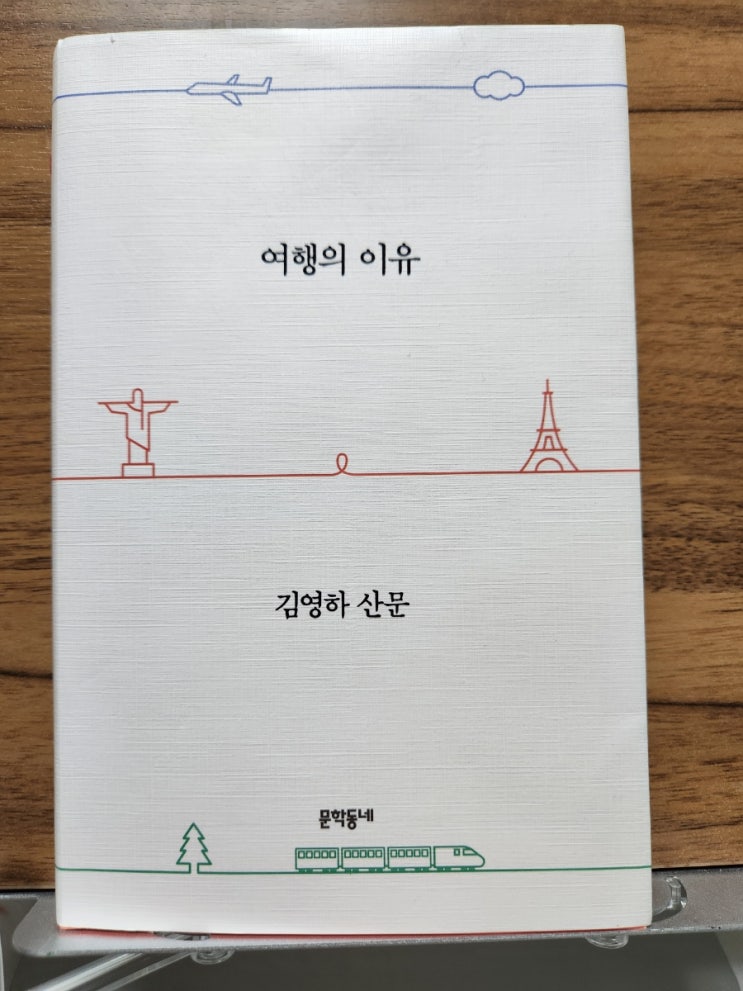 여행의 이유
김영하 산문
문학동네